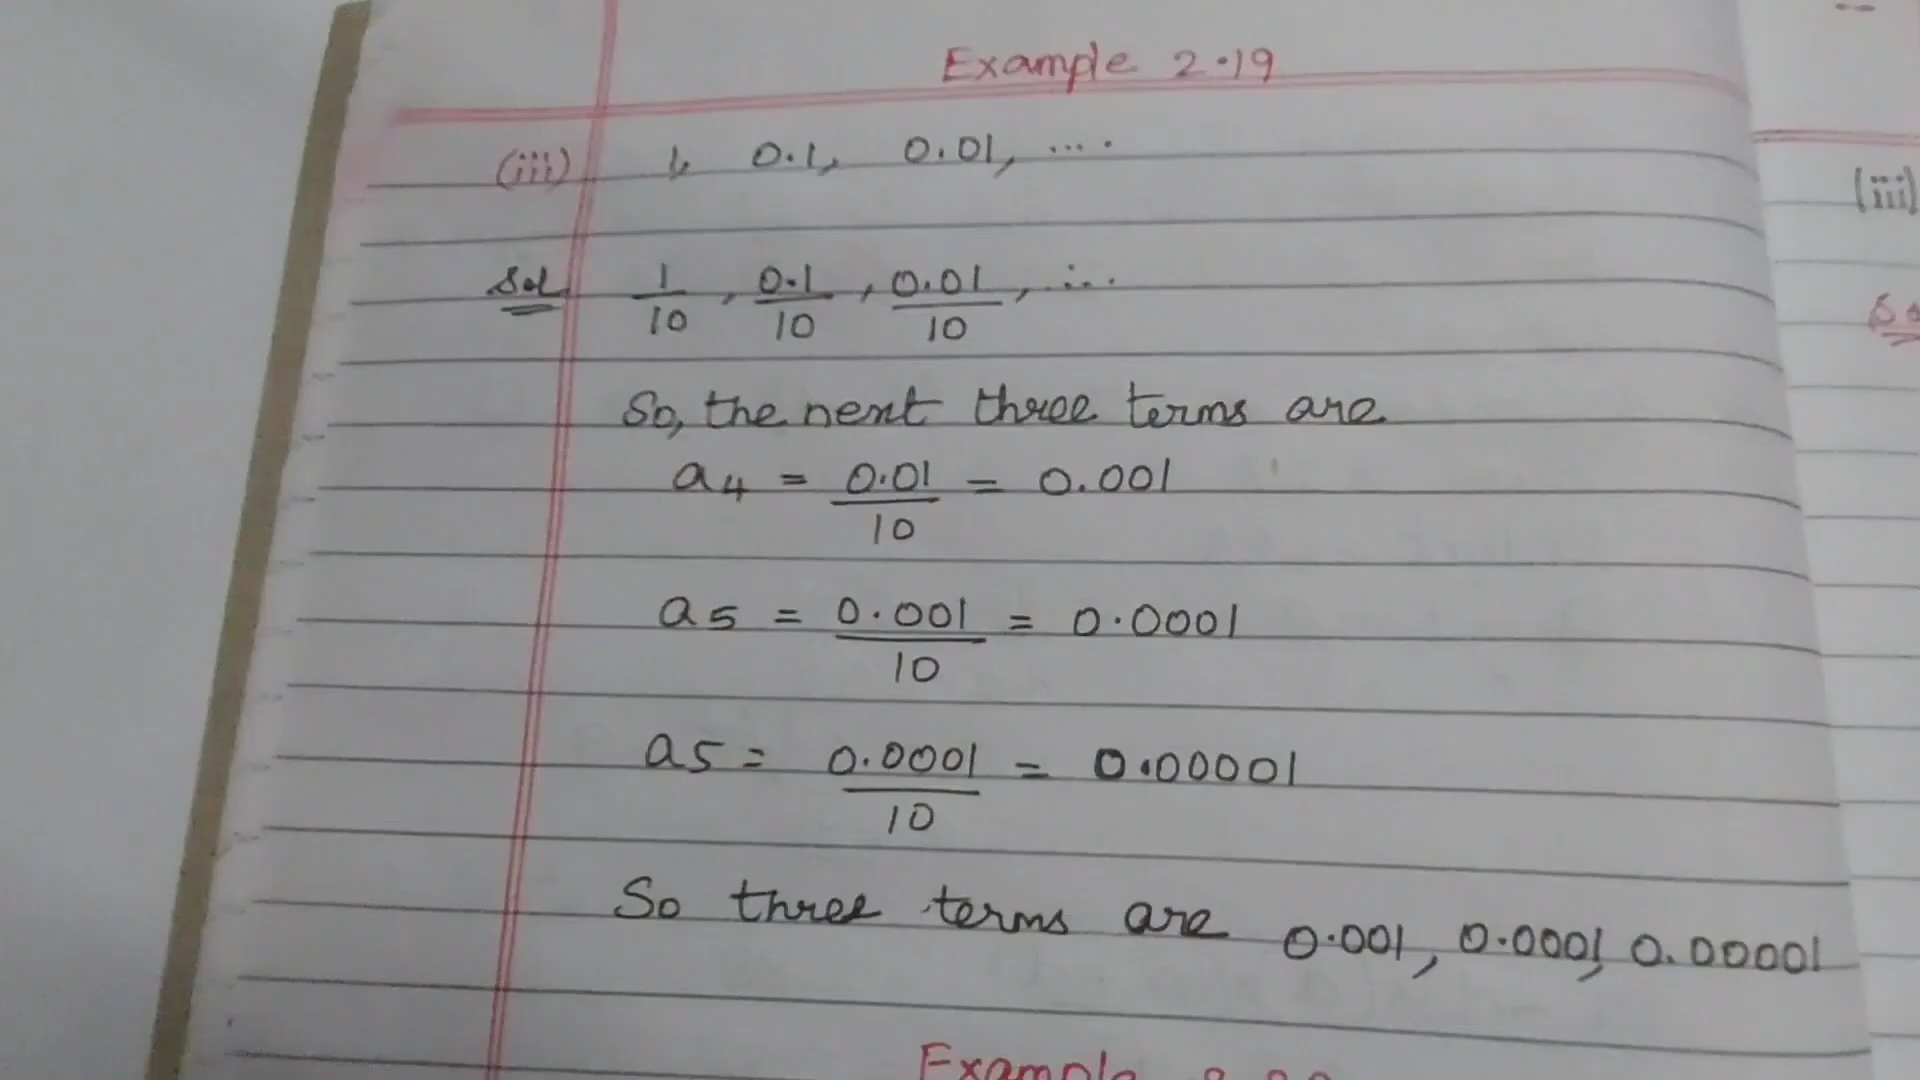 Example 2.19
(iii) 1, 0.1, 0.01, ....
Sol 1/10, 0.1/10, 0.01/10, ...
So, the next three terms are
a4 = 0.01/10 = 0.001
a5 = 0.001/10 = 0.0001
a5 = 0.0001/10 = 0.00001
So three terms are 0.001, 0.0001, 0.00001
Example
(iii)